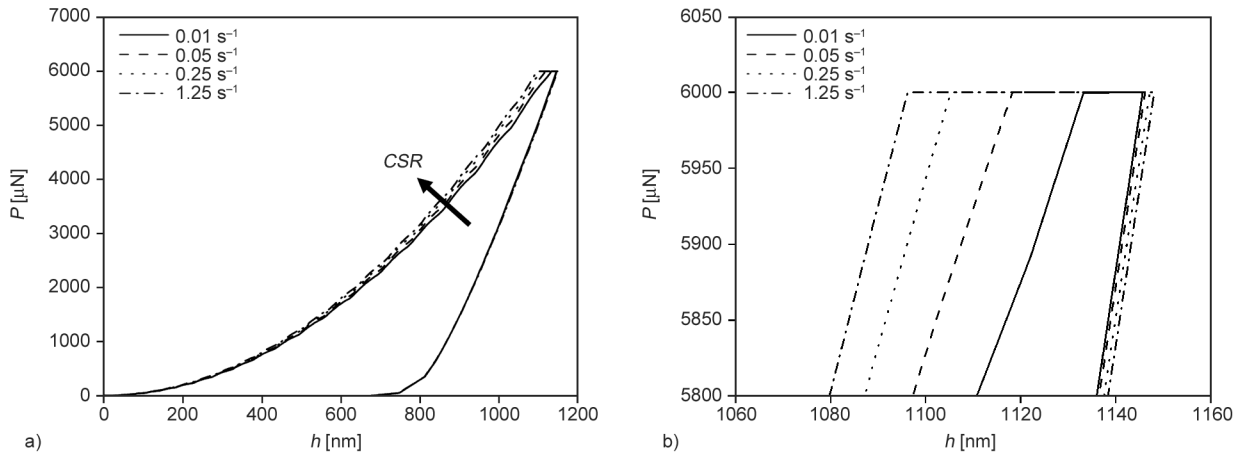 7000
6000
5000
4000
3000
2000
1000
0
P [μN]
0.01 s⁻¹
0.05 s⁻¹
0.25 s⁻¹
1.25 s⁻¹
CSR
0 200 400 600 800 1000 1200
h [nm]
a)
6050
6000
5950
5900
5850
5800
P [μN]
0.01 s⁻¹
0.05 s⁻¹
0.25 s⁻¹
1.25 s⁻¹
1060 1080 1100 1120 1140 1160
h [nm]
b)